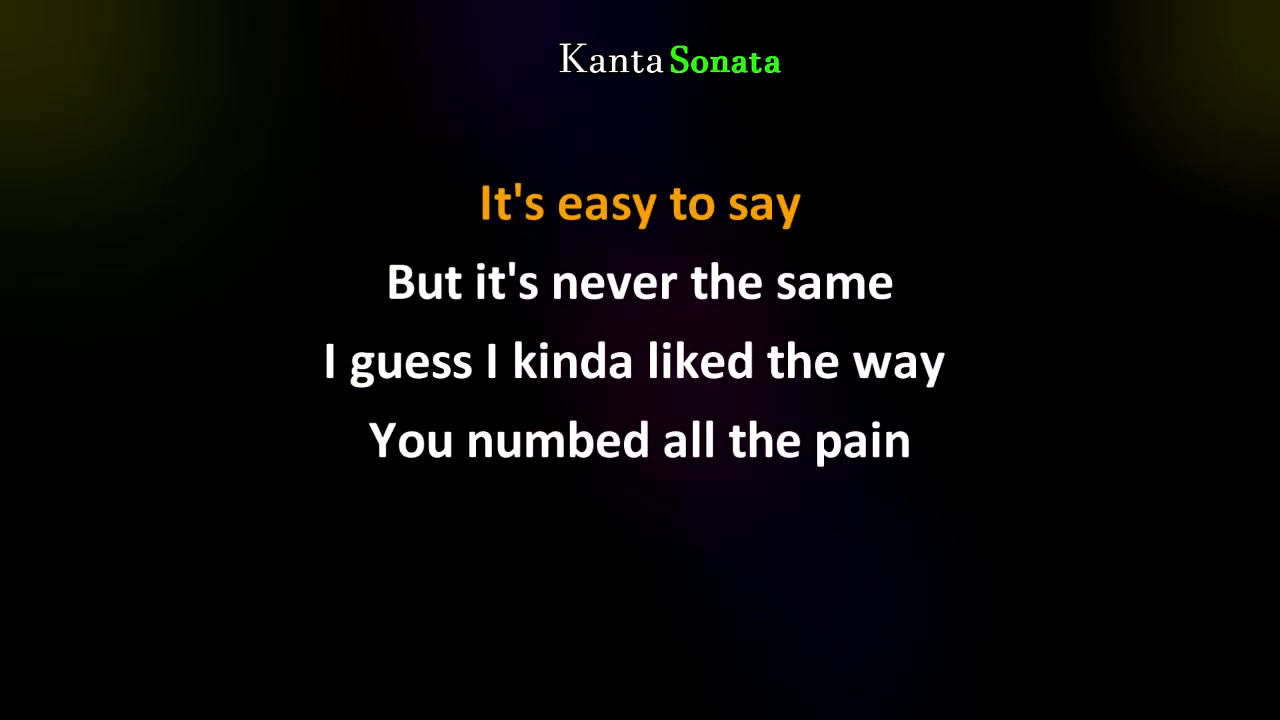 Kanta Sonata
It's easy to say
But it's never the same
I guess I kinda liked the way
You numbed all the pain